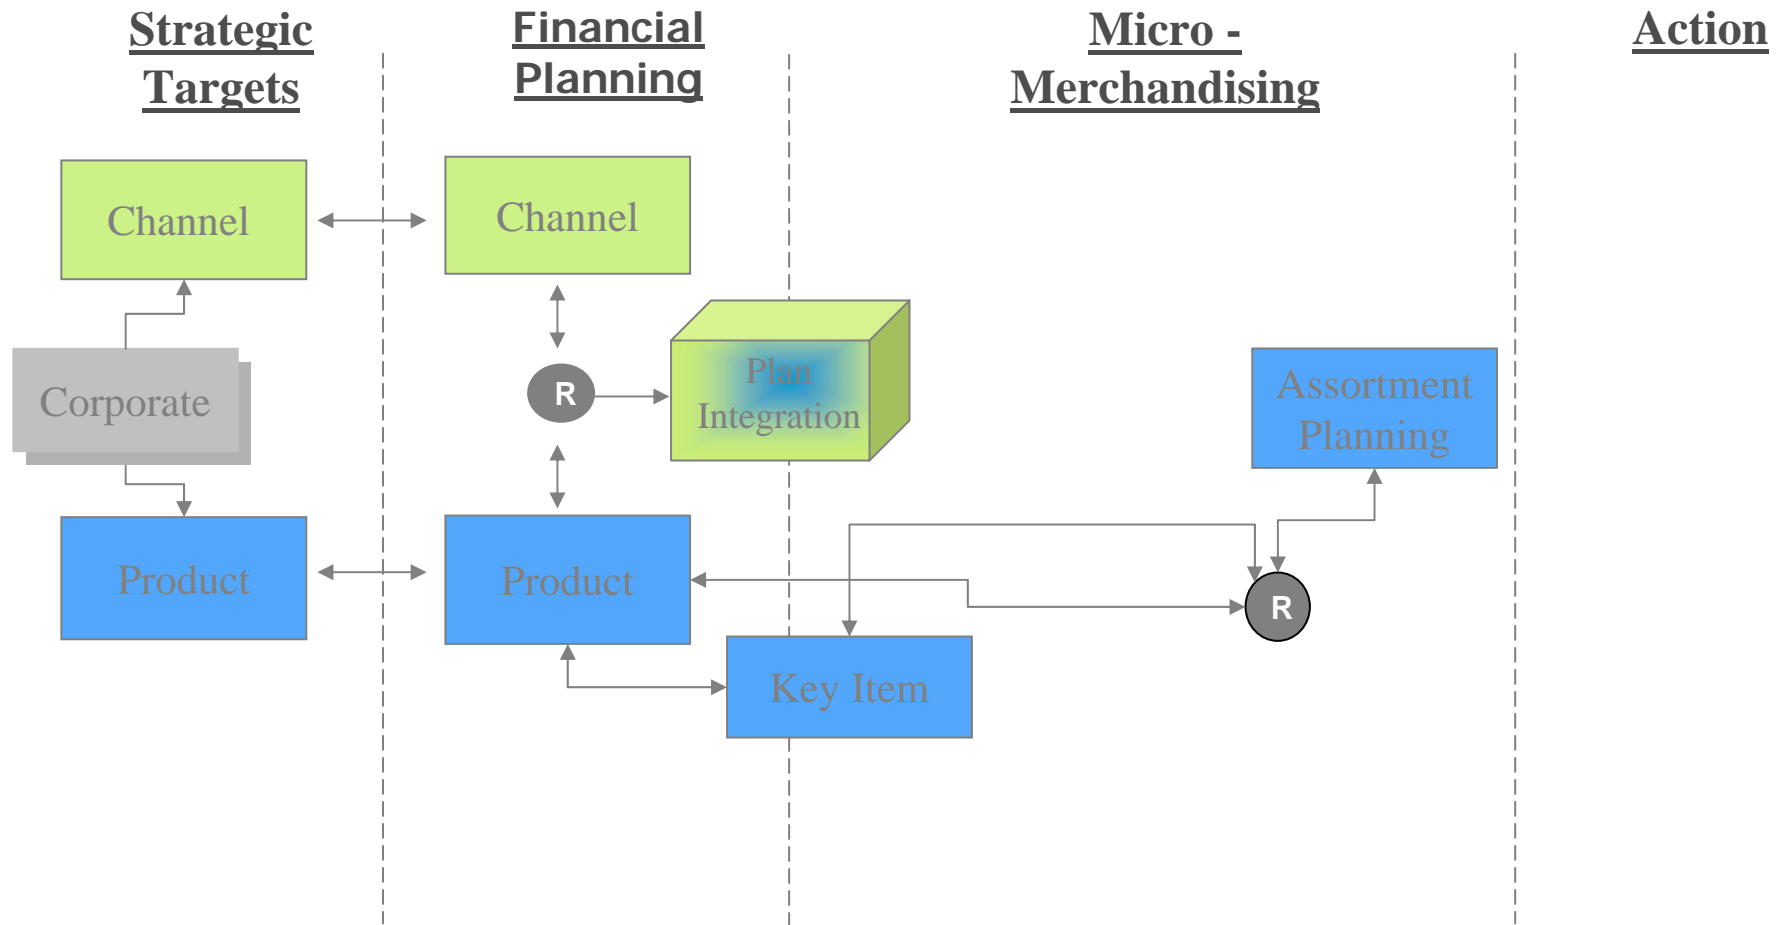 Strategic
Targets
Financial
Planning
Micro -
Merchandising
Action
Channel
Channel
Corporate
R
Plan
Integration
Assortment
Planning
Product
Product
R
Key Item